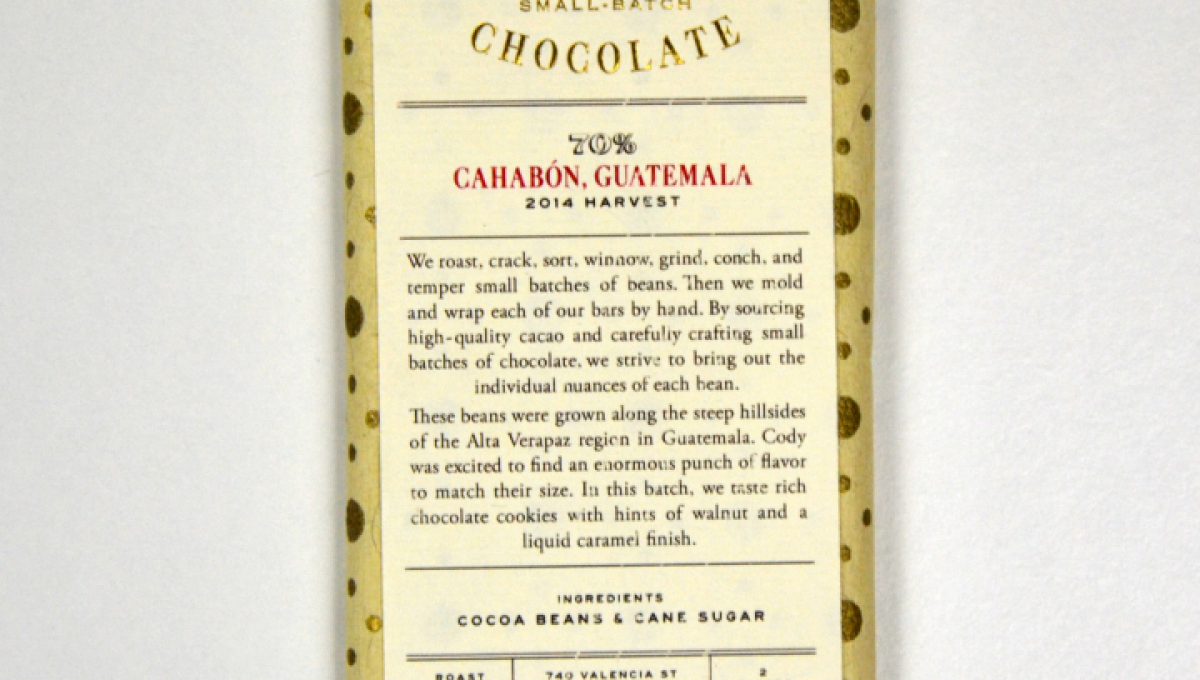 SMALL-BATCH
CHOCOLATE
70%
CAHABÓN, GUATEMALA
2014 HARVEST
We roast, crack, sort, winnow, grind, conch, and
temper small batches of beans. Then we mold
and wrap each of our bars by hand. By sourcing
high-quality cacao and carefully crafting small
batches of chocolate, we strive to bring out the
individual nuances of each bean.
These beans were grown along the steep hillsides
of the Alta Verapaz region in Guatemala. Cody
was excited to find an enormous punch of flavor
to match their size. In this batch, we taste rich
chocolate cookies with hints of walnut and a
liquid caramel finish.
INGREDIENTS
COCOA BEANS & CANE SUGAR
ROAST 740 VALENCIA ST 2